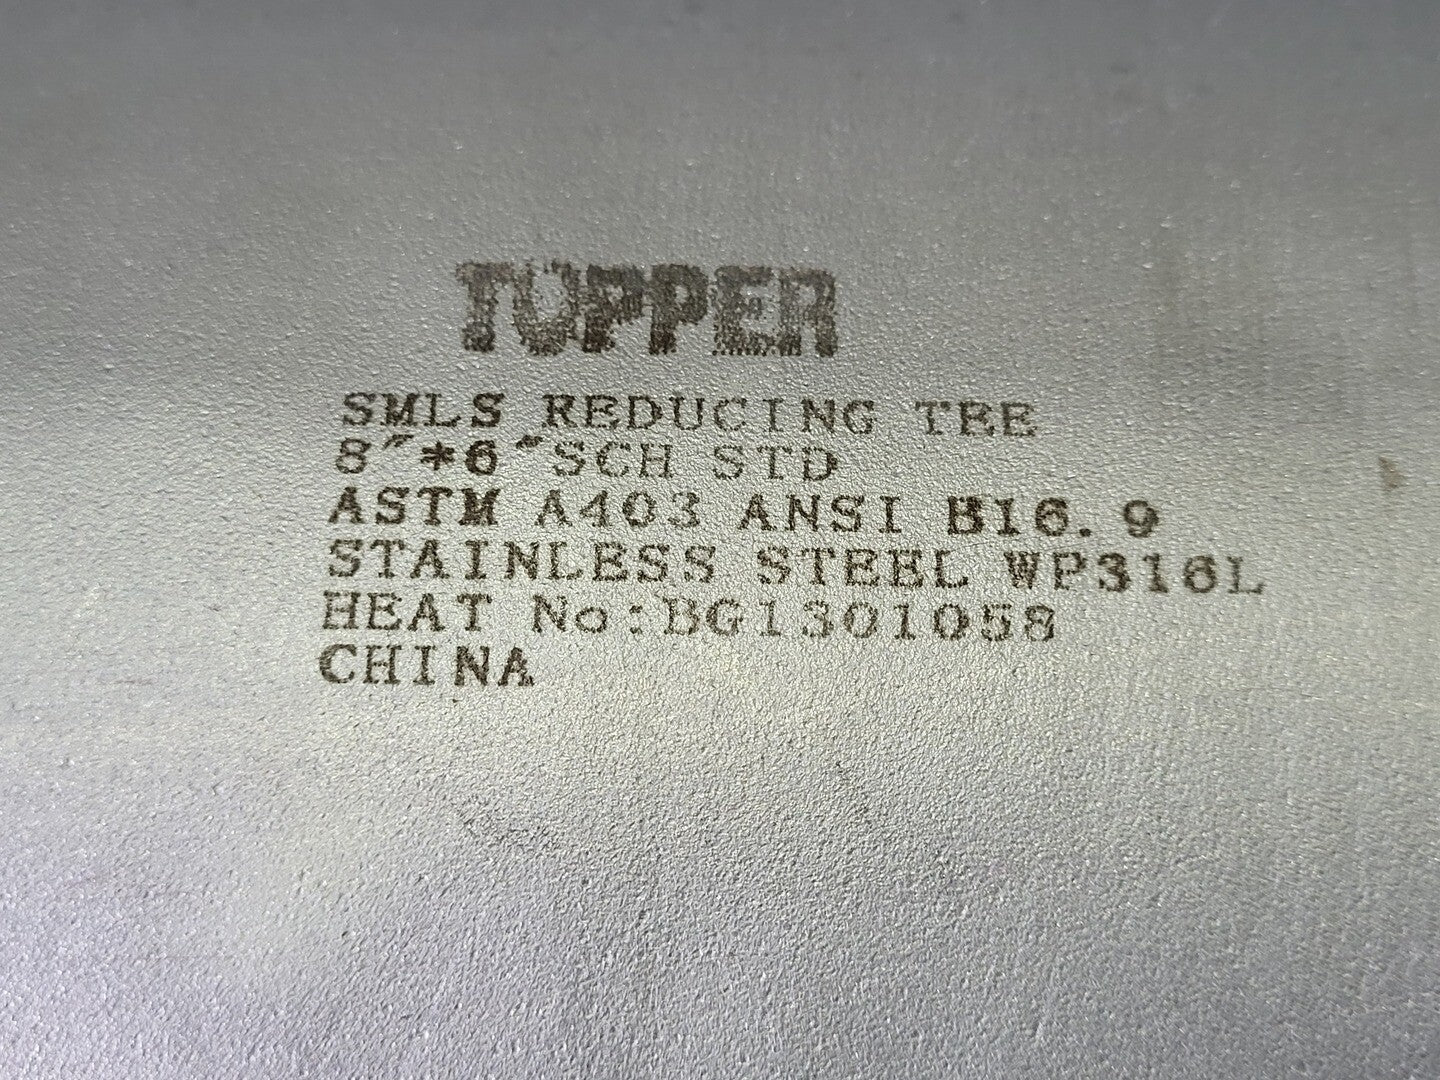 TOPPER
SMLS REDUCING TEE
8"*6"SCH STD
ASTM A403 ANSI B16.9
STAINLESS STEEL WP316L
HEAT No:BG1301058
CHINA